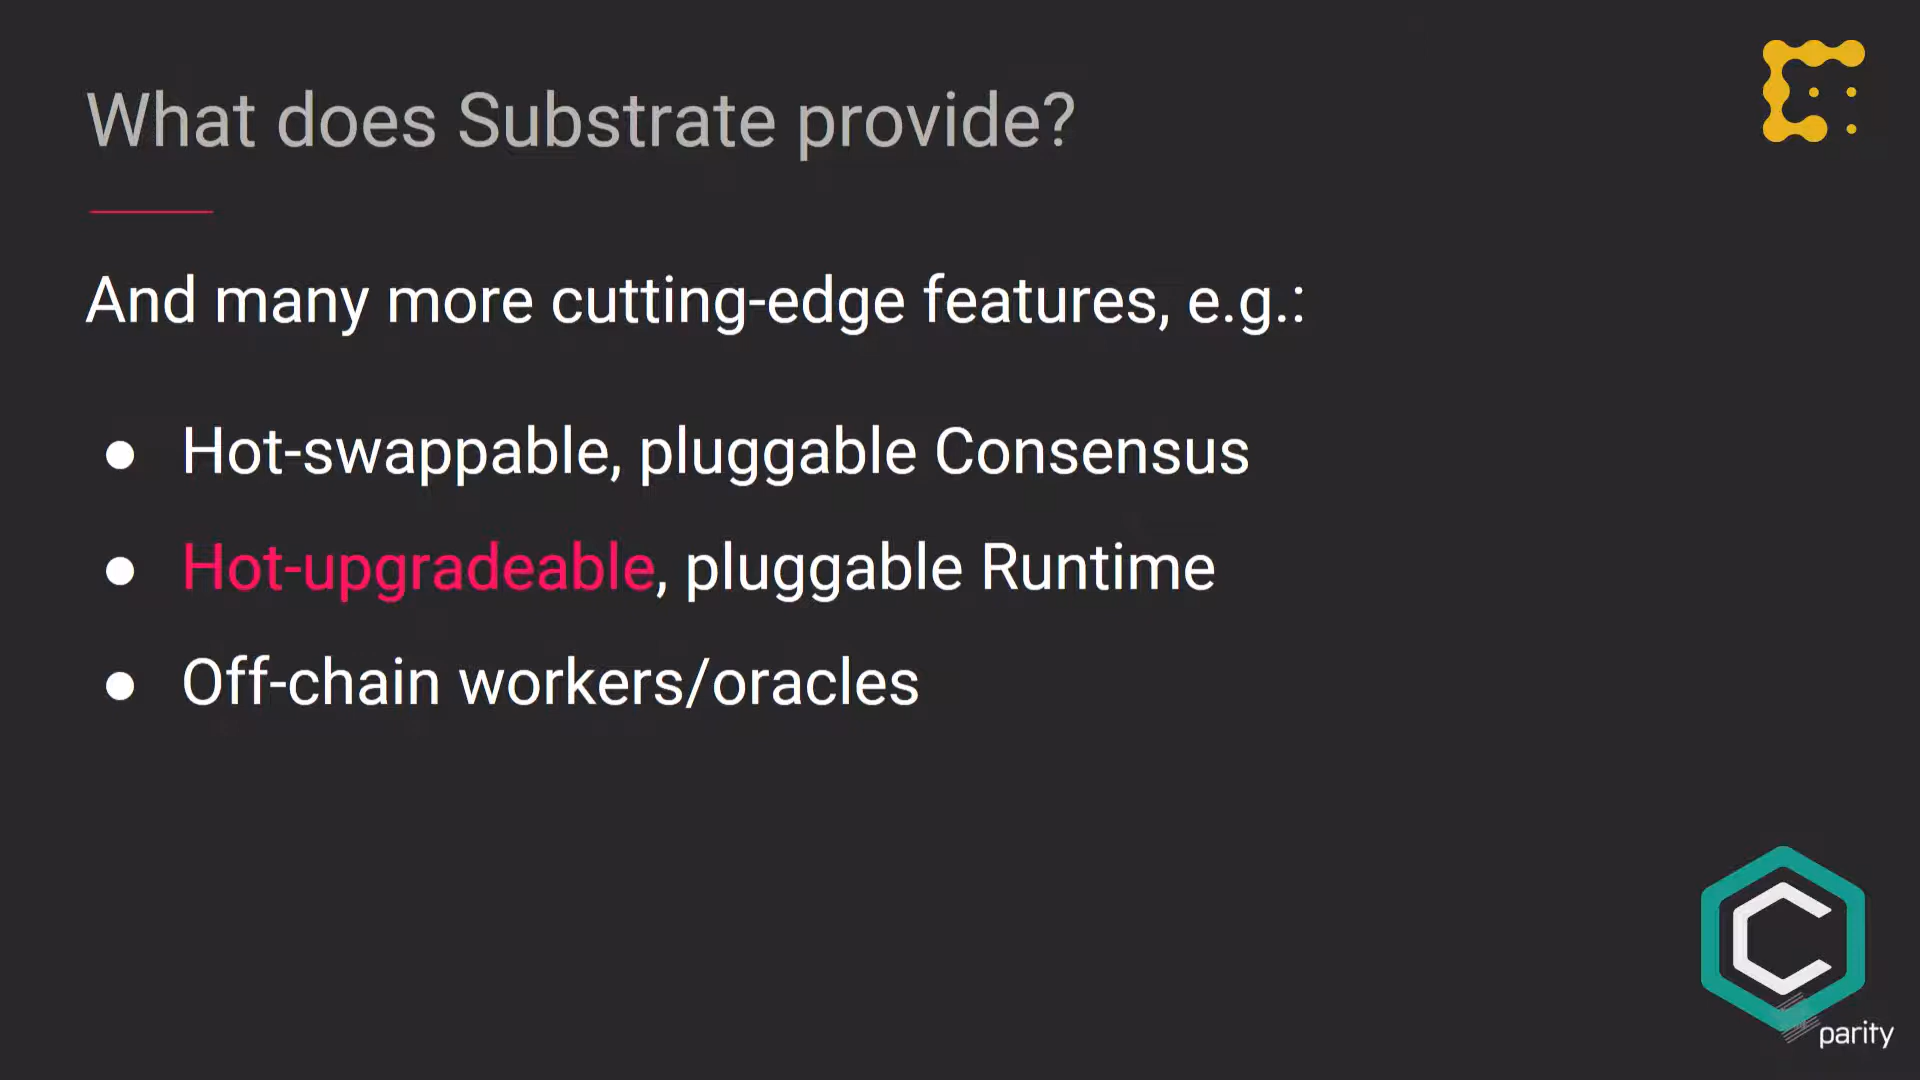 What does Substrate provide?
And many more cutting-edge features, e.g.:
● Hot-swappable, pluggable Consensus
● Hot-upgradeable, pluggable Runtime
● Off-chain workers/oracles
parity